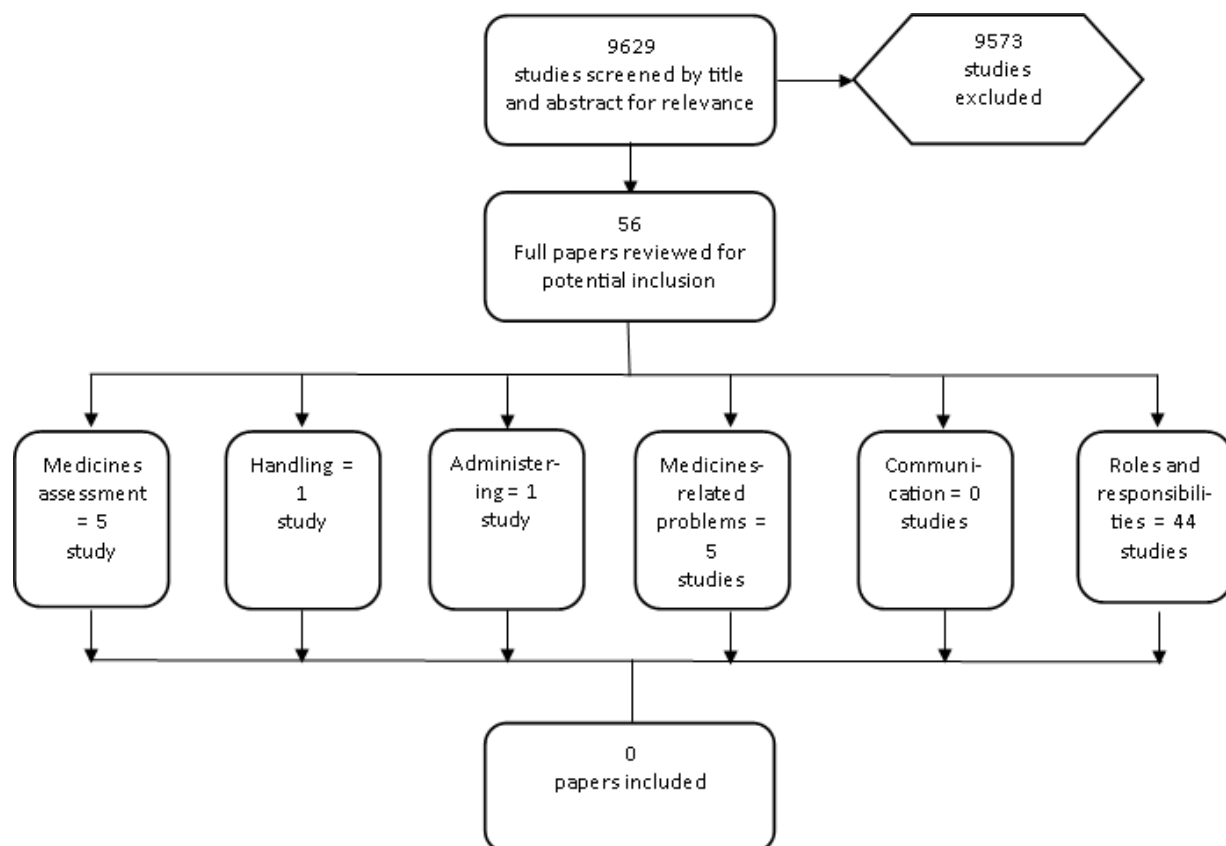 9629
studies screened by title
and abstract for relevance
9573
studies
excluded
56
Full papers reviewed for
potential inclusion
Medicines
assessment
= 5
study
Handling =
1
study
Administer-
ing = 1
study
Medicines-
related
problems =
5
studies
Communi-
cation = 0
studies
Roles and
responsibili-
ties = 44
studies
0
papers included